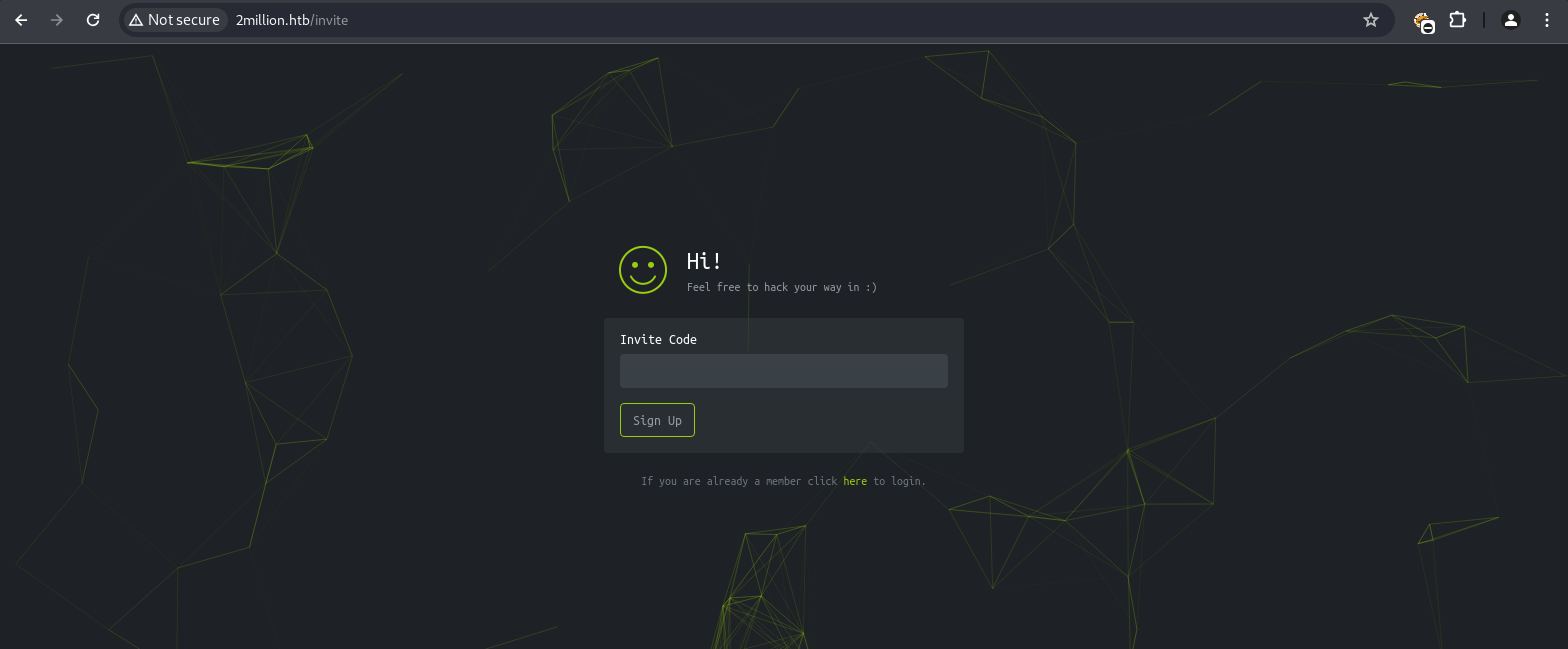 Not secure 2million.htb/invite
Hi!
Feel free to hack your way in :)
Invite Code
Sign Up
If you are already a member click here to login.